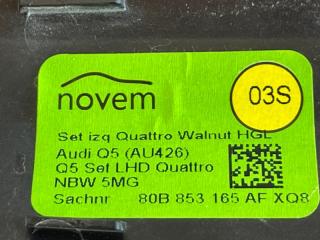 novem
03S
Set izq Quattro Walnut HGL
Audi Q5 (AU426)
Q5 Set LHD Quattro
NBW 5MG
Sachnr 80B 853 165 AF XQ8